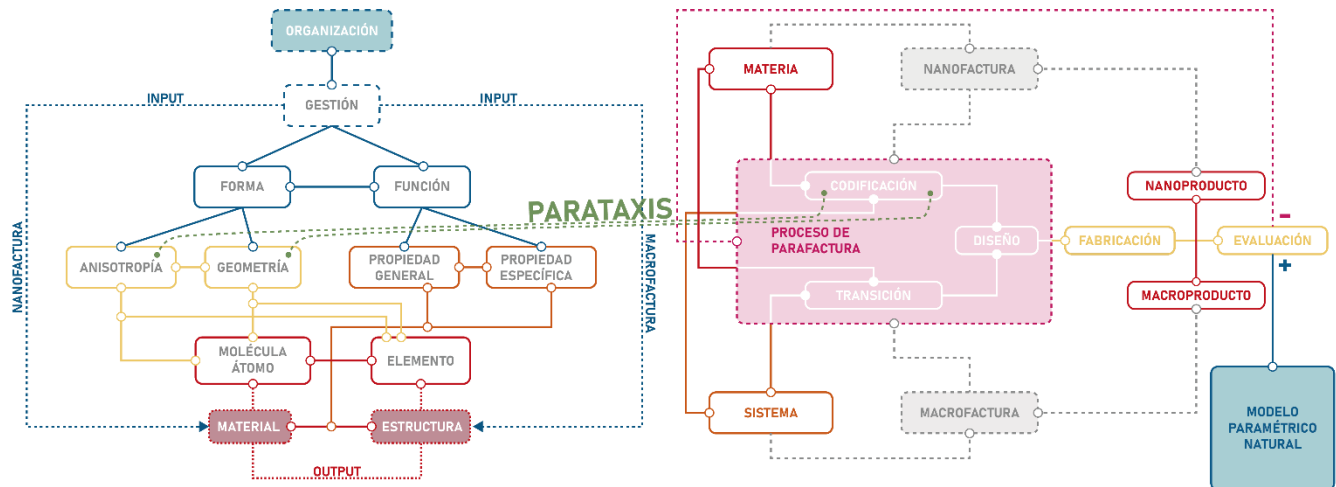 ORGANIZACIÓN
INPUT
INPUT
GESTIÓN
FORMA
FUNCIÓN
NANOFACTURA
MACROFACTURA
ANISOTROPÍA
GEOMETRÍA
PROPIEDAD
GENERAL
PROPIEDAD
ESPECÍFICA
MOLÉCULA
ÁTOMO
ELEMENTO
MATERIAL
ESTRUCTURA
OUTPUT
PARATAXIS
MATERIA
NANOFACTURA
CODIFICACIÓN
PROCESO DE
PARAFACTURA
DISEÑO
TRANSICIÓN
NANOPRODUCTO
FABRICACIÓN
EVALUACIÓN
-
+
MACROPRODUCTO
SISTEMA
MACROFACTURA
MODELO
PARAMÉTRICO
NATURAL